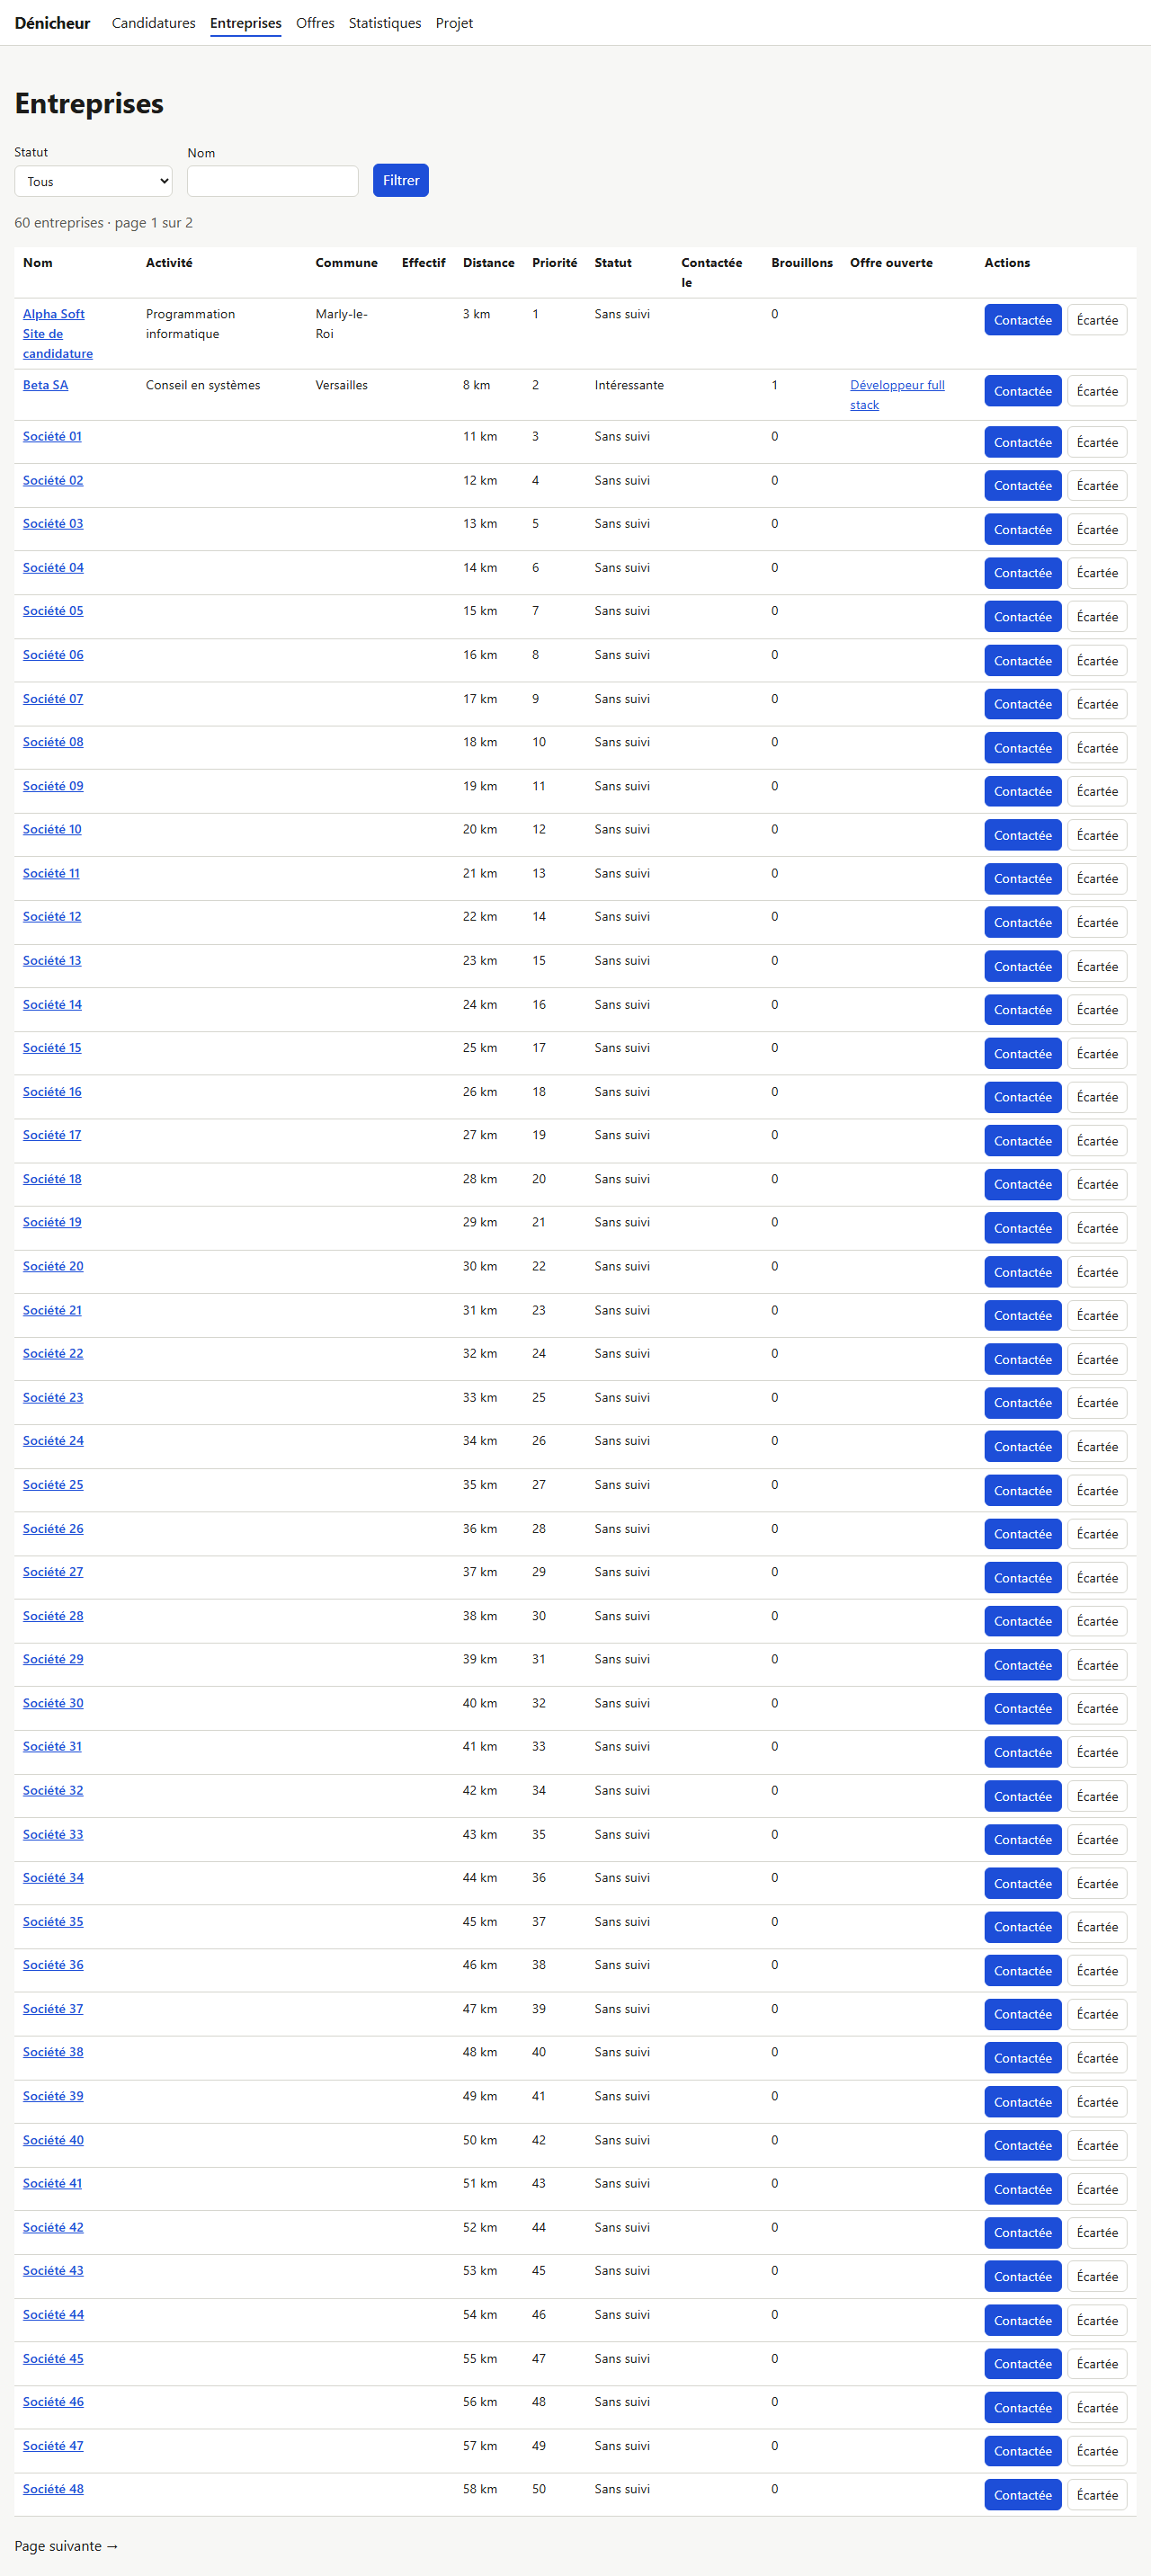 Dénicheur Candidatures Entreprises Offres Statistiques Projet
Entreprises
Statut Nom
Tous Filtrer
60 entreprises · page 1 sur 2
Nom Activité Commune Effectif Distance Priorité Statut Contactée le Brouillons Offre ouverte Actions
Alpha Soft Programmation Marly-le- 3 km 1 Sans suivi 0 Contactée Écartée
Site de informatique Roi
candidature
Beta SA Conseil en systèmes Versailles 8 km 2 Intéressante 1 Développeur full Contactée Écartée
stack
Société 01 11 km 3 Sans suivi 0 Contactée Écartée
Société 02 12 km 4 Sans suivi 0 Contactée Écartée
Société 03 13 km 5 Sans suivi 0 Contactée Écartée
Société 04 14 km 6 Sans suivi 0 Contactée Écartée
Société 05 15 km 7 Sans suivi 0 Contactée Écartée
Société 06 16 km 8 Sans suivi 0 Contactée Écartée
Société 07 17 km 9 Sans suivi 0 Contactée Écartée
Société 08 18 km 10 Sans suivi 0 Contactée Écartée
Société 09 19 km 11 Sans suivi 0 Contactée Écartée
Société 10 20 km 12 Sans suivi 0 Contactée Écartée
Société 11 21 km 13 Sans suivi 0 Contactée Écartée
Société 12 22 km 14 Sans suivi 0 Contactée Écartée
Société 13 23 km 15 Sans suivi 0 Contactée Écartée
Société 14 24 km 16 Sans suivi 0 Contactée Écartée
Société 15 25 km 17 Sans suivi 0 Contactée Écartée
Société 16 26 km 18 Sans suivi 0 Contactée Écartée
Société 17 27 km 19 Sans suivi 0 Contactée Écartée
Société 18 28 km 20 Sans suivi 0 Contactée Écartée
Société 19 29 km 21 Sans suivi 0 Contactée Écartée
Société 20 30 km 22 Sans suivi 0 Contactée Écartée
Société 21 31 km 23 Sans suivi 0 Contactée Écartée
Société 22 32 km 24 Sans suivi 0 Contactée Écartée
Société 23 33 km 25 Sans suivi 0 Contactée Écartée
Société 24 34 km 26 Sans suivi 0 Contactée Écartée
Société 25 35 km 27 Sans suivi 0 Contactée Écartée
Société 26 36 km 28 Sans suivi 0 Contactée Écartée
Société 27 37 km 29 Sans suivi 0 Contactée Écartée
Société 28 38 km 30 Sans suivi 0 Contactée Écartée
Société 29 39 km 31 Sans suivi 0 Contactée Écartée
Société 30 40 km 32 Sans suivi 0 Contactée Écartée
Société 31 41 km 33 Sans suivi 0 Contactée Écartée
Société 32 42 km 34 Sans suivi 0 Contactée Écartée
Société 33 43 km 35 Sans suivi 0 Contactée Écartée
Société 34 44 km 36 Sans suivi 0 Contactée Écartée
Société 35 45 km 37 Sans suivi 0 Contactée Écartée
Société 36 46 km 38 Sans suivi 0 Contactée Écartée
Société 37 47 km 39 Sans suivi 0 Contactée Écartée
Société 38 48 km 40 Sans suivi 0 Contactée Écartée
Société 39 49 km 41 Sans suivi 0 Contactée Écartée
Société 40 50 km 42 Sans suivi 0 Contactée Écartée
Société 41 51 km 43 Sans suivi 0 Contactée Écartée
Société 42 52 km 44 Sans suivi 0 Contactée Écartée
Société 43 53 km 45 Sans suivi 0 Contactée Écartée
Société 44 54 km 46 Sans suivi 0 Contactée Écartée
Société 45 55 km 47 Sans suivi 0 Contactée Écartée
Société 46 56 km 48 Sans suivi 0 Contactée Écartée
Société 47 57 km 49 Sans suivi 0 Contactée Écartée
Société 48 58 km 50 Sans suivi 0 Contactée Écartée
Page suivante →